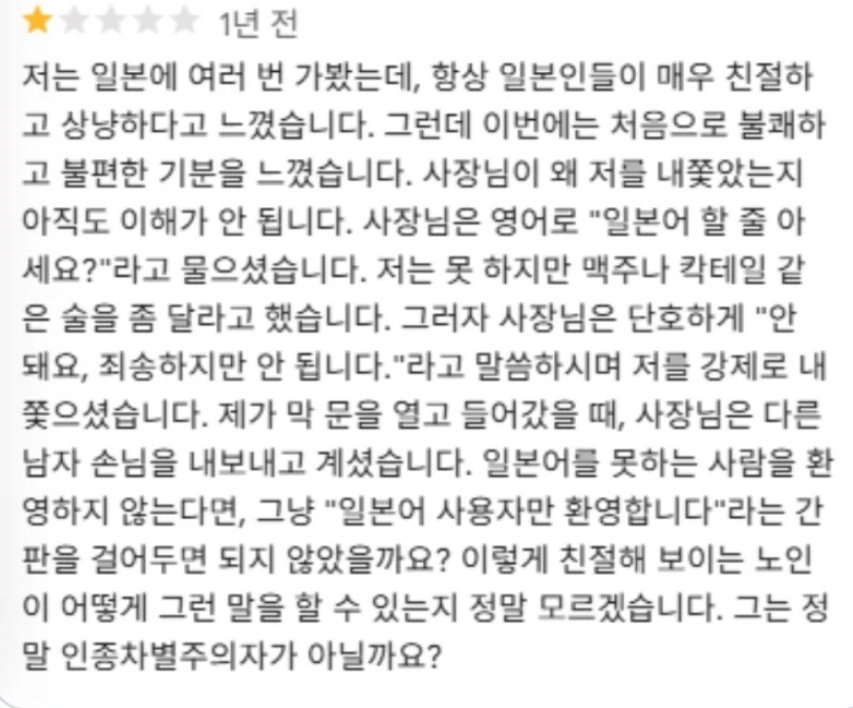 1년 전
저는 일본에 여러 번 가봤는데, 항상 일본인들이 매우 친절하
고 상냥하다고 느꼈습니다. 그런데 이번에는 처음으로 불쾌하
고 불편한 기분을 느꼈습니다. 사장님이 왜 저를 내쫓았는지
아직도 이해가 안 됩니다. 사장님은 영어로 "일본어 할 줄 아
세요?"라고 물으셨습니다. 저는 못 하지만 맥주나 칵테일 같
은 술을 좀 달라고 했습니다. 그러자 사장님은 단호하게 "안
돼요, 죄송하지만 안 됩니다."라고 말씀하시며 저를 강제로 내
쫓으셨습니다. 제가 막 문을 열고 들어갔을 때, 사장님은 다른
남자 손님을 내보내고 계셨습니다. 일본어를 못하는 사람을 환
영하지 않는다면, 그냥 "일본어 사용자만 환영합니다"라는 간
판을 걸어두면 되지 않았을까요? 이렇게 친절해 보이는 노인
이 어떻게 그런 말을 할 수 있는지 정말 모르겠습니다. 그는 정
말 인종차별주의자가 아닐까요?